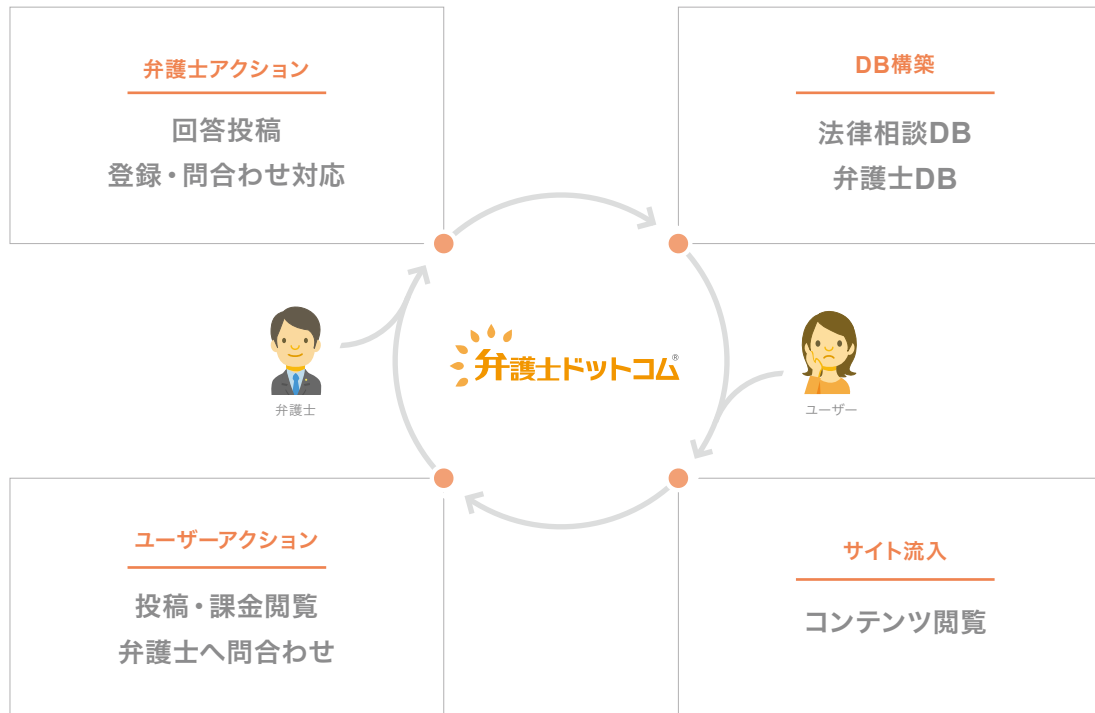 弁護士アクション
回答投稿
登録・問合わせ対応
DB構築
法律相談DB
弁護士DB
弁護士
弁護士ドットコム®
ユーザー
ユーザーアクション
投稿・課金閲覧
弁護士へ問合わせ
サイト流入
コンテンツ閲覧